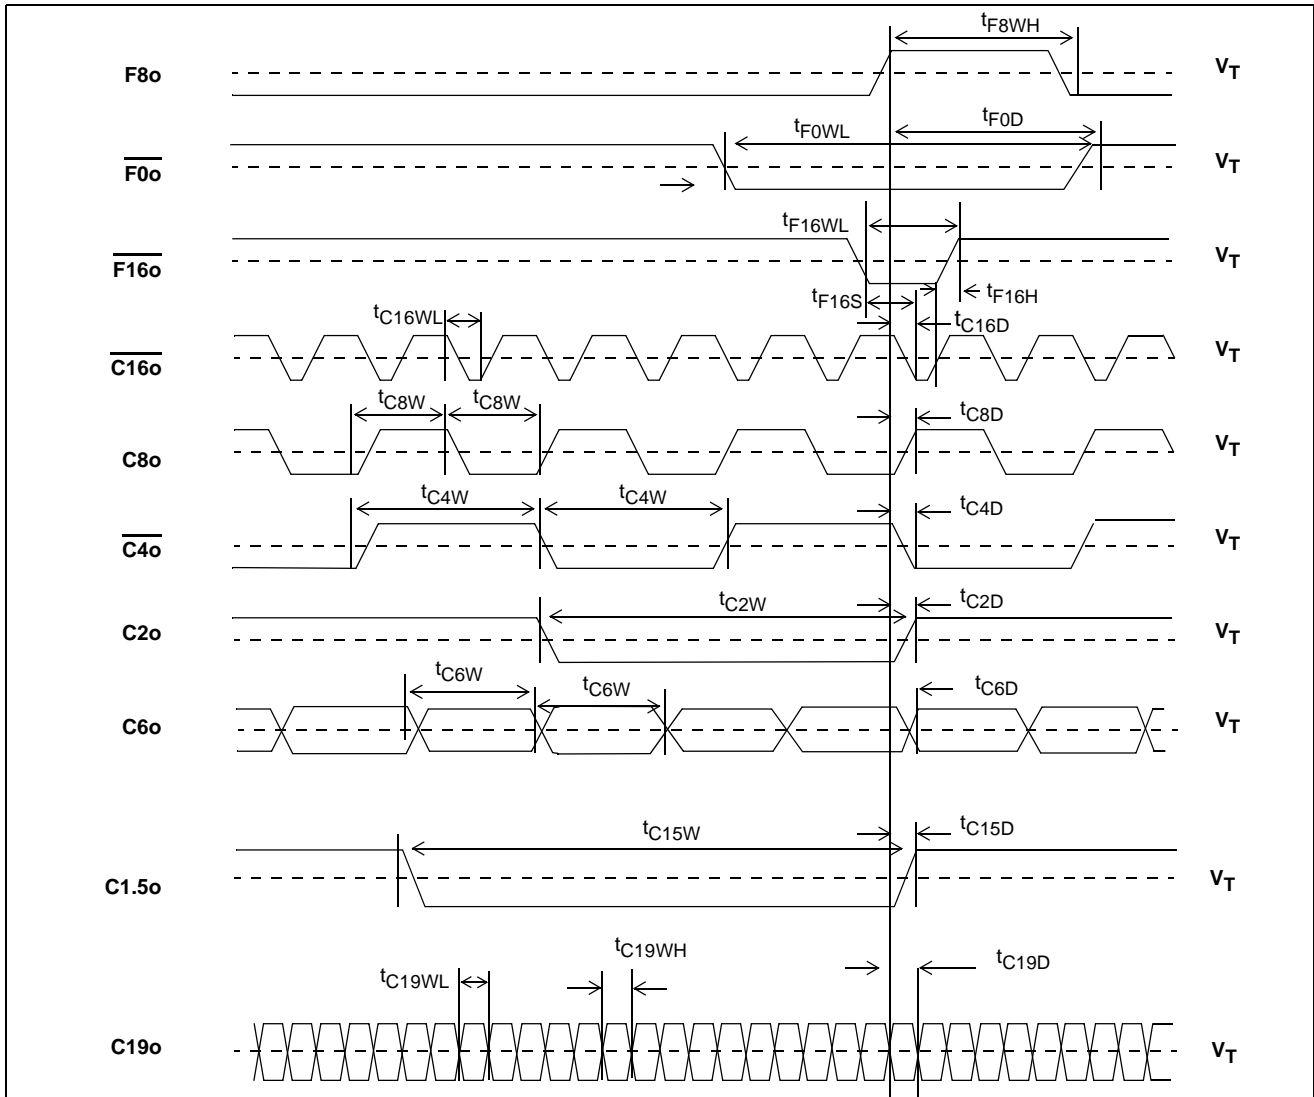 tF8WH
F8o VT
tF0WL tF0D
F0o VT
tF16WL
F16o VT
tF16S tF16H
tC16WL tC16D
C16o VT
tC8W tC8W tC8D
C8o VT
tC4W tC4W tC4D
C4o VT
tC2W tC2D
C2o VT
tC6W tC6W tC6D
C6o VT
tC15W tC15D
C1.5o VT
tC19WL tC19WH tC19D
C19o VT